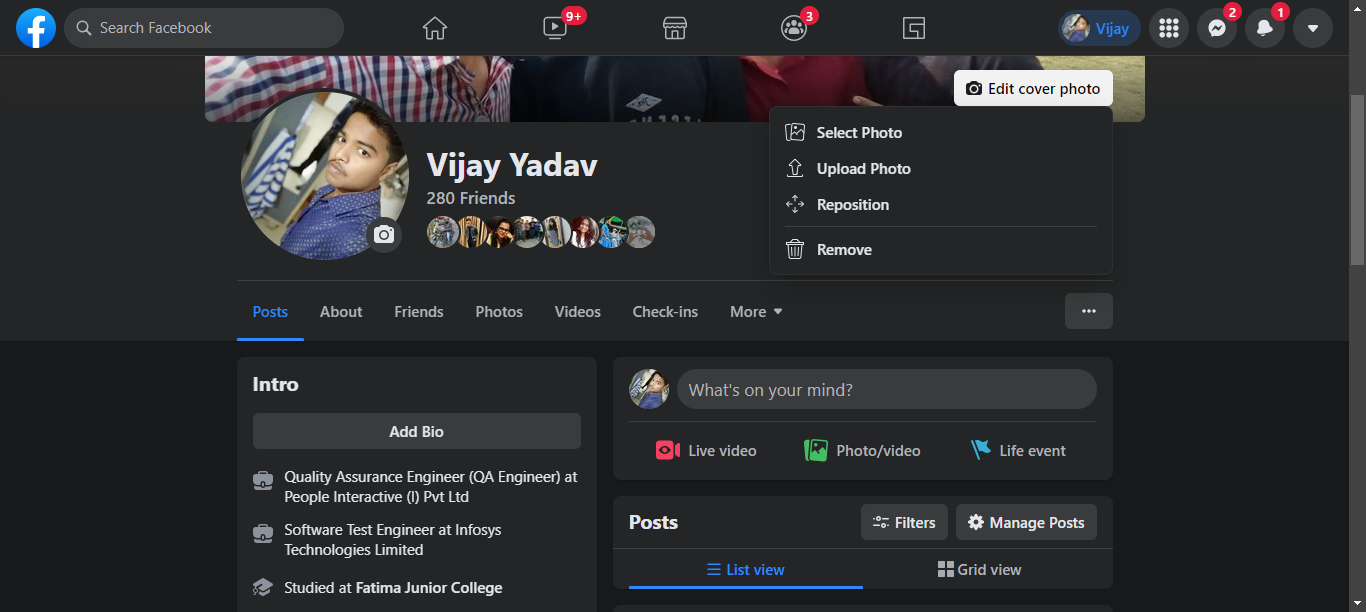 Search Facebook
9+
3
Vijay
2
1
Edit cover photo
Select Photo
Upload Photo
Reposition
Remove
Vijay Yadav
280 Friends
Posts About Friends Photos Videos Check-ins More
Intro
Add Bio
Quality Assurance Engineer (QA Engineer) at
People Interactive (I) Pvt Ltd
Software Test Engineer at Infosys
Technologies Limited
Studied at Fatima Junior College
What's on your mind?
Live video Photo/video Life event
Posts
Filters
Manage Posts
List view
Grid view